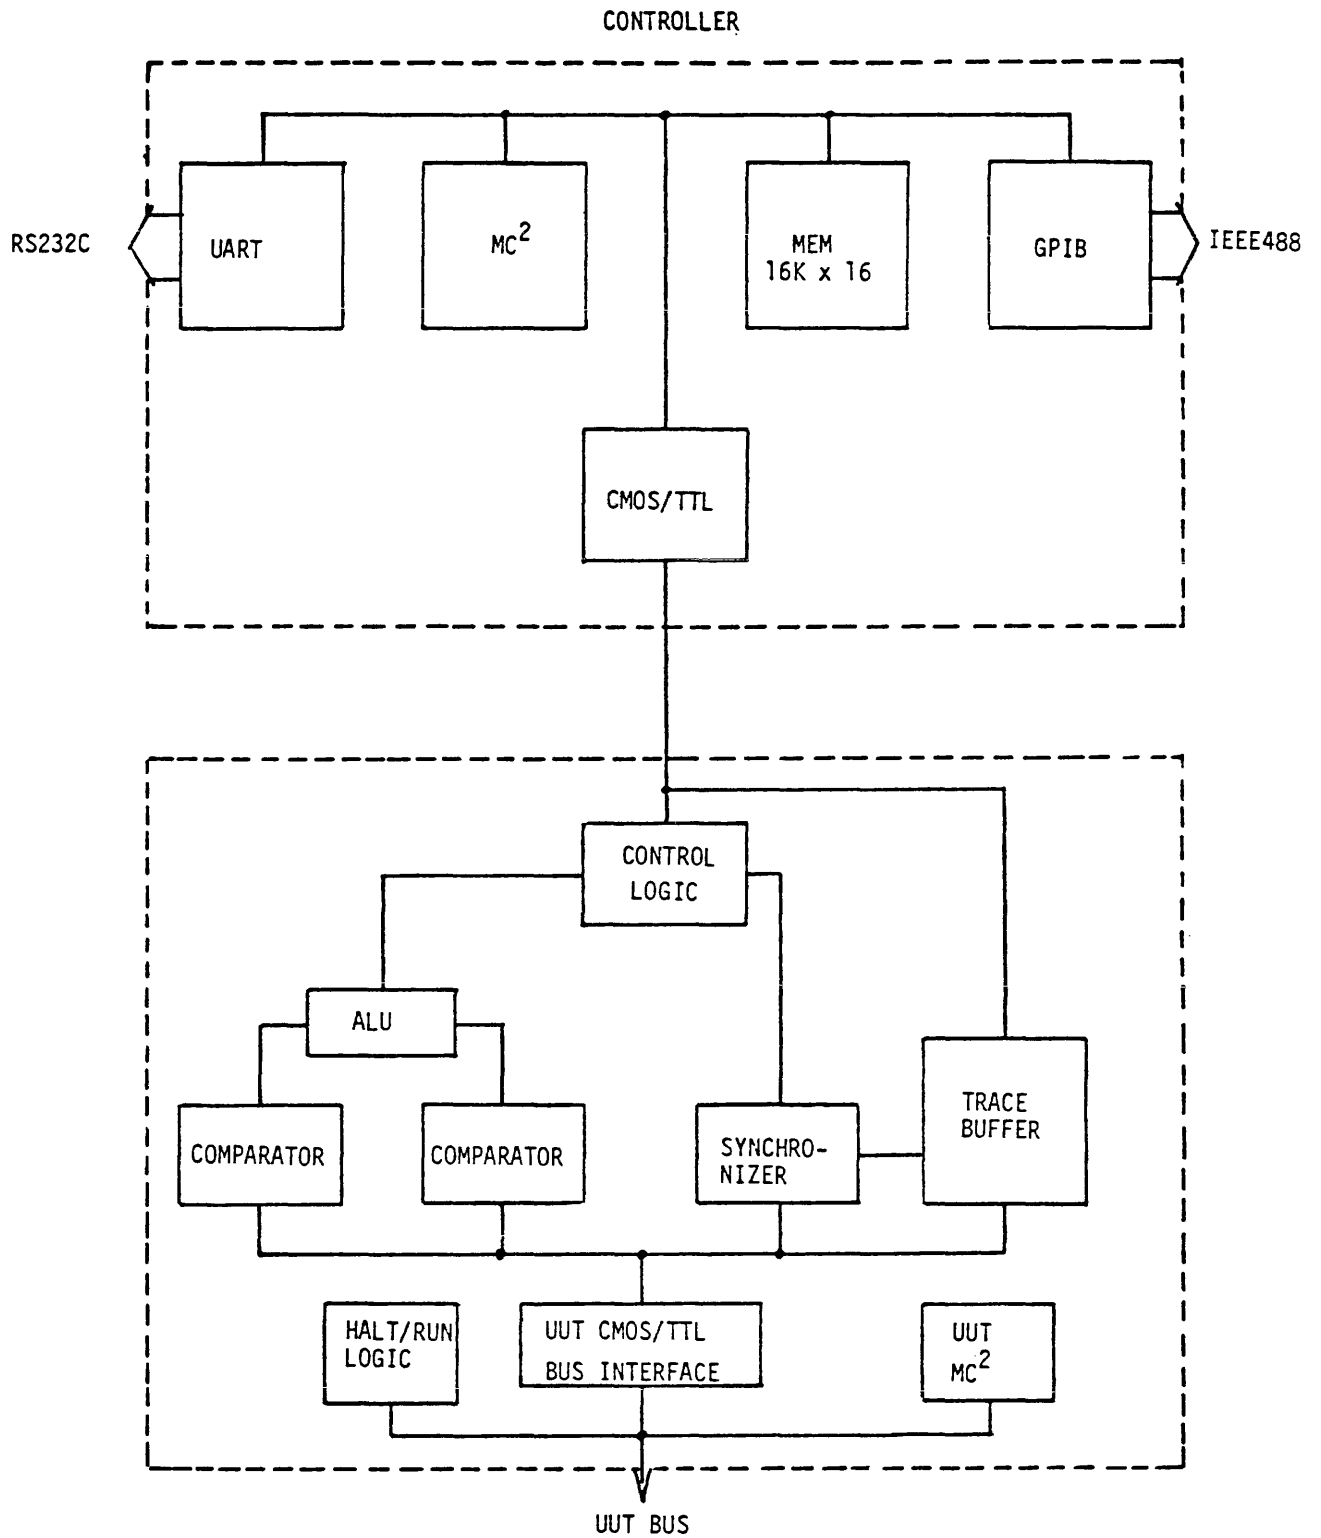 CONTROLLER
RS232C
UART
MC²
MEM
16K x 16
GPIB
IEEE488
CMOS/TTL
CONTROL
LOGIC
ALU
COMPARATOR
COMPARATOR
SYNCHRO-
NIZER
TRACE
BUFFER
HALT/RUN
LOGIC
UUT CMOS/TTL
BUS INTERFACE
UUT
MC²
UUT BUS